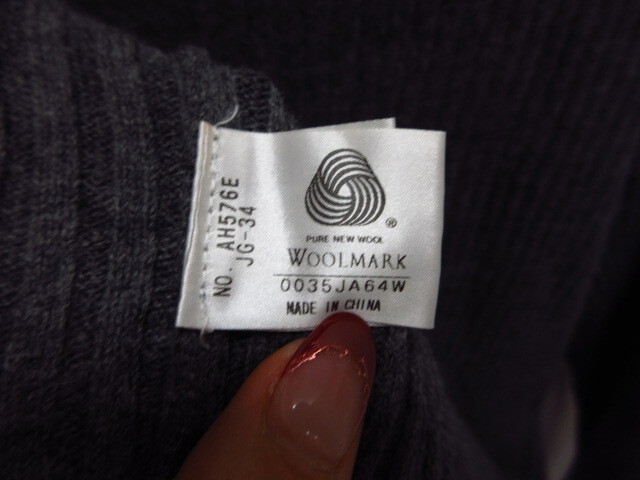 NO. AH576E
JG-34
®
PURE NEW WOOL
WOOLMARK
0035JA64W
MADE IN CHINA